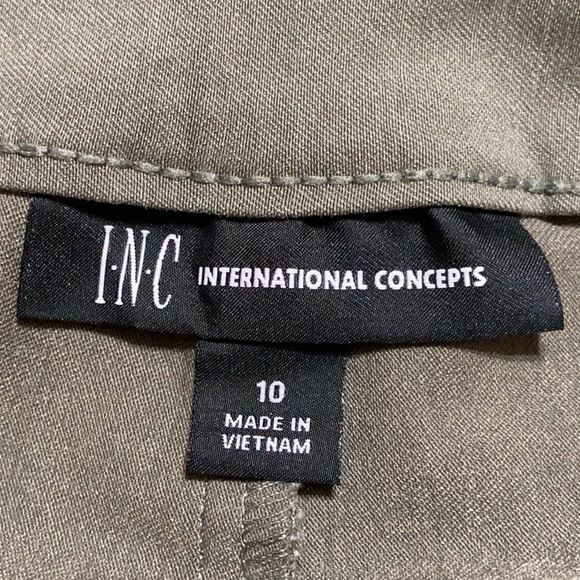 I·N·C INTERNATIONAL CONCEPTS
10
MADE IN
VIETNAM